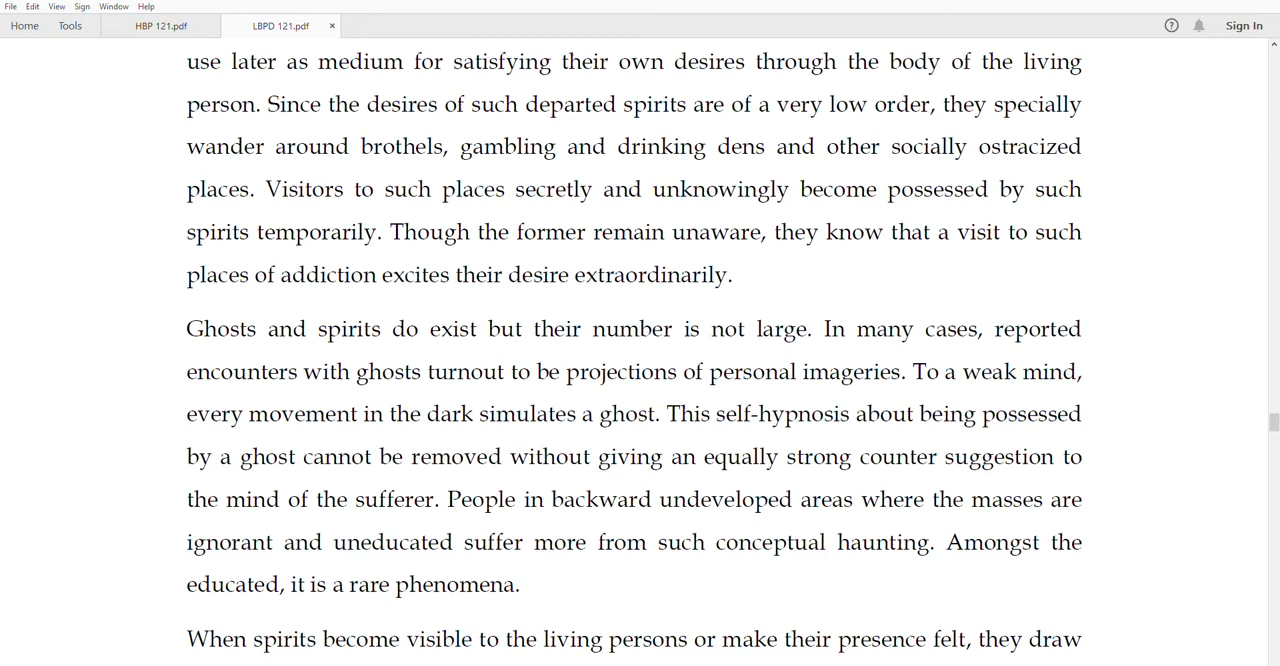 File Edit View Sign Window Help
Home Tools HBP 121.pdf LBPD 121.pdf × ? Sign In
use later as medium for satisfying their own desires through the body of the living
person. Since the desires of such departed spirits are of a very low order, they specially
wander around brothels, gambling and drinking dens and other socially ostracized
places. Visitors to such places secretly and unknowingly become possessed by such
spirits temporarily. Though the former remain unaware, they know that a visit to such
places of addiction excites their desire extraordinarily.
Ghosts and spirits do exist but their number is not large. In many cases, reported
encounters with ghosts turnout to be projections of personal imageries. To a weak mind,
every movement in the dark simulates a ghost. This self-hypnosis about being possessed
by a ghost cannot be removed without giving an equally strong counter suggestion to
the mind of the sufferer. People in backward undeveloped areas where the masses are
ignorant and uneducated suffer more from such conceptual haunting. Amongst the
educated, it is a rare phenomena.
When spirits become visible to the living persons or make their presence felt, they draw